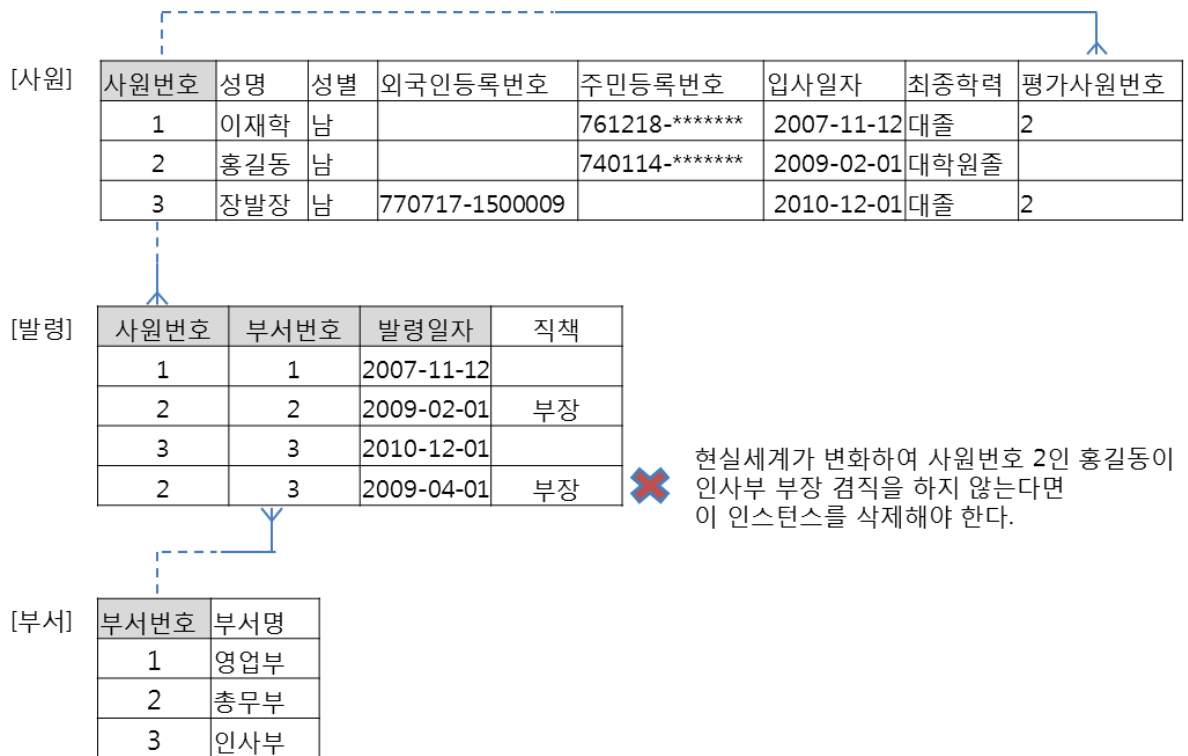 [사원]
사원번호 성명 성별 외국인등록번호 주민등록번호 입사일자 최종학력 평가사원번호
1 이재학 남 761218-******* 2007-11-12 대졸 2
2 홍길동 남 740114-******* 2009-02-01 대학원졸
3 장발장 남 770717-1500009 2010-12-01 대졸 2
[발령]
사원번호 부서번호 발령일자 직책
1 1 2007-11-12
2 2 2009-02-01 부장
3 3 2010-12-01
2 3 2009-04-01 부장
현실세계가 변화하여 사원번호 2인 홍길동이
인사부 부장 겸직을 하지 않는다면
이 인스턴스를 삭제해야 한다.
[부서]
부서번호 부서명
1 영업부
2 총무부
3 인사부